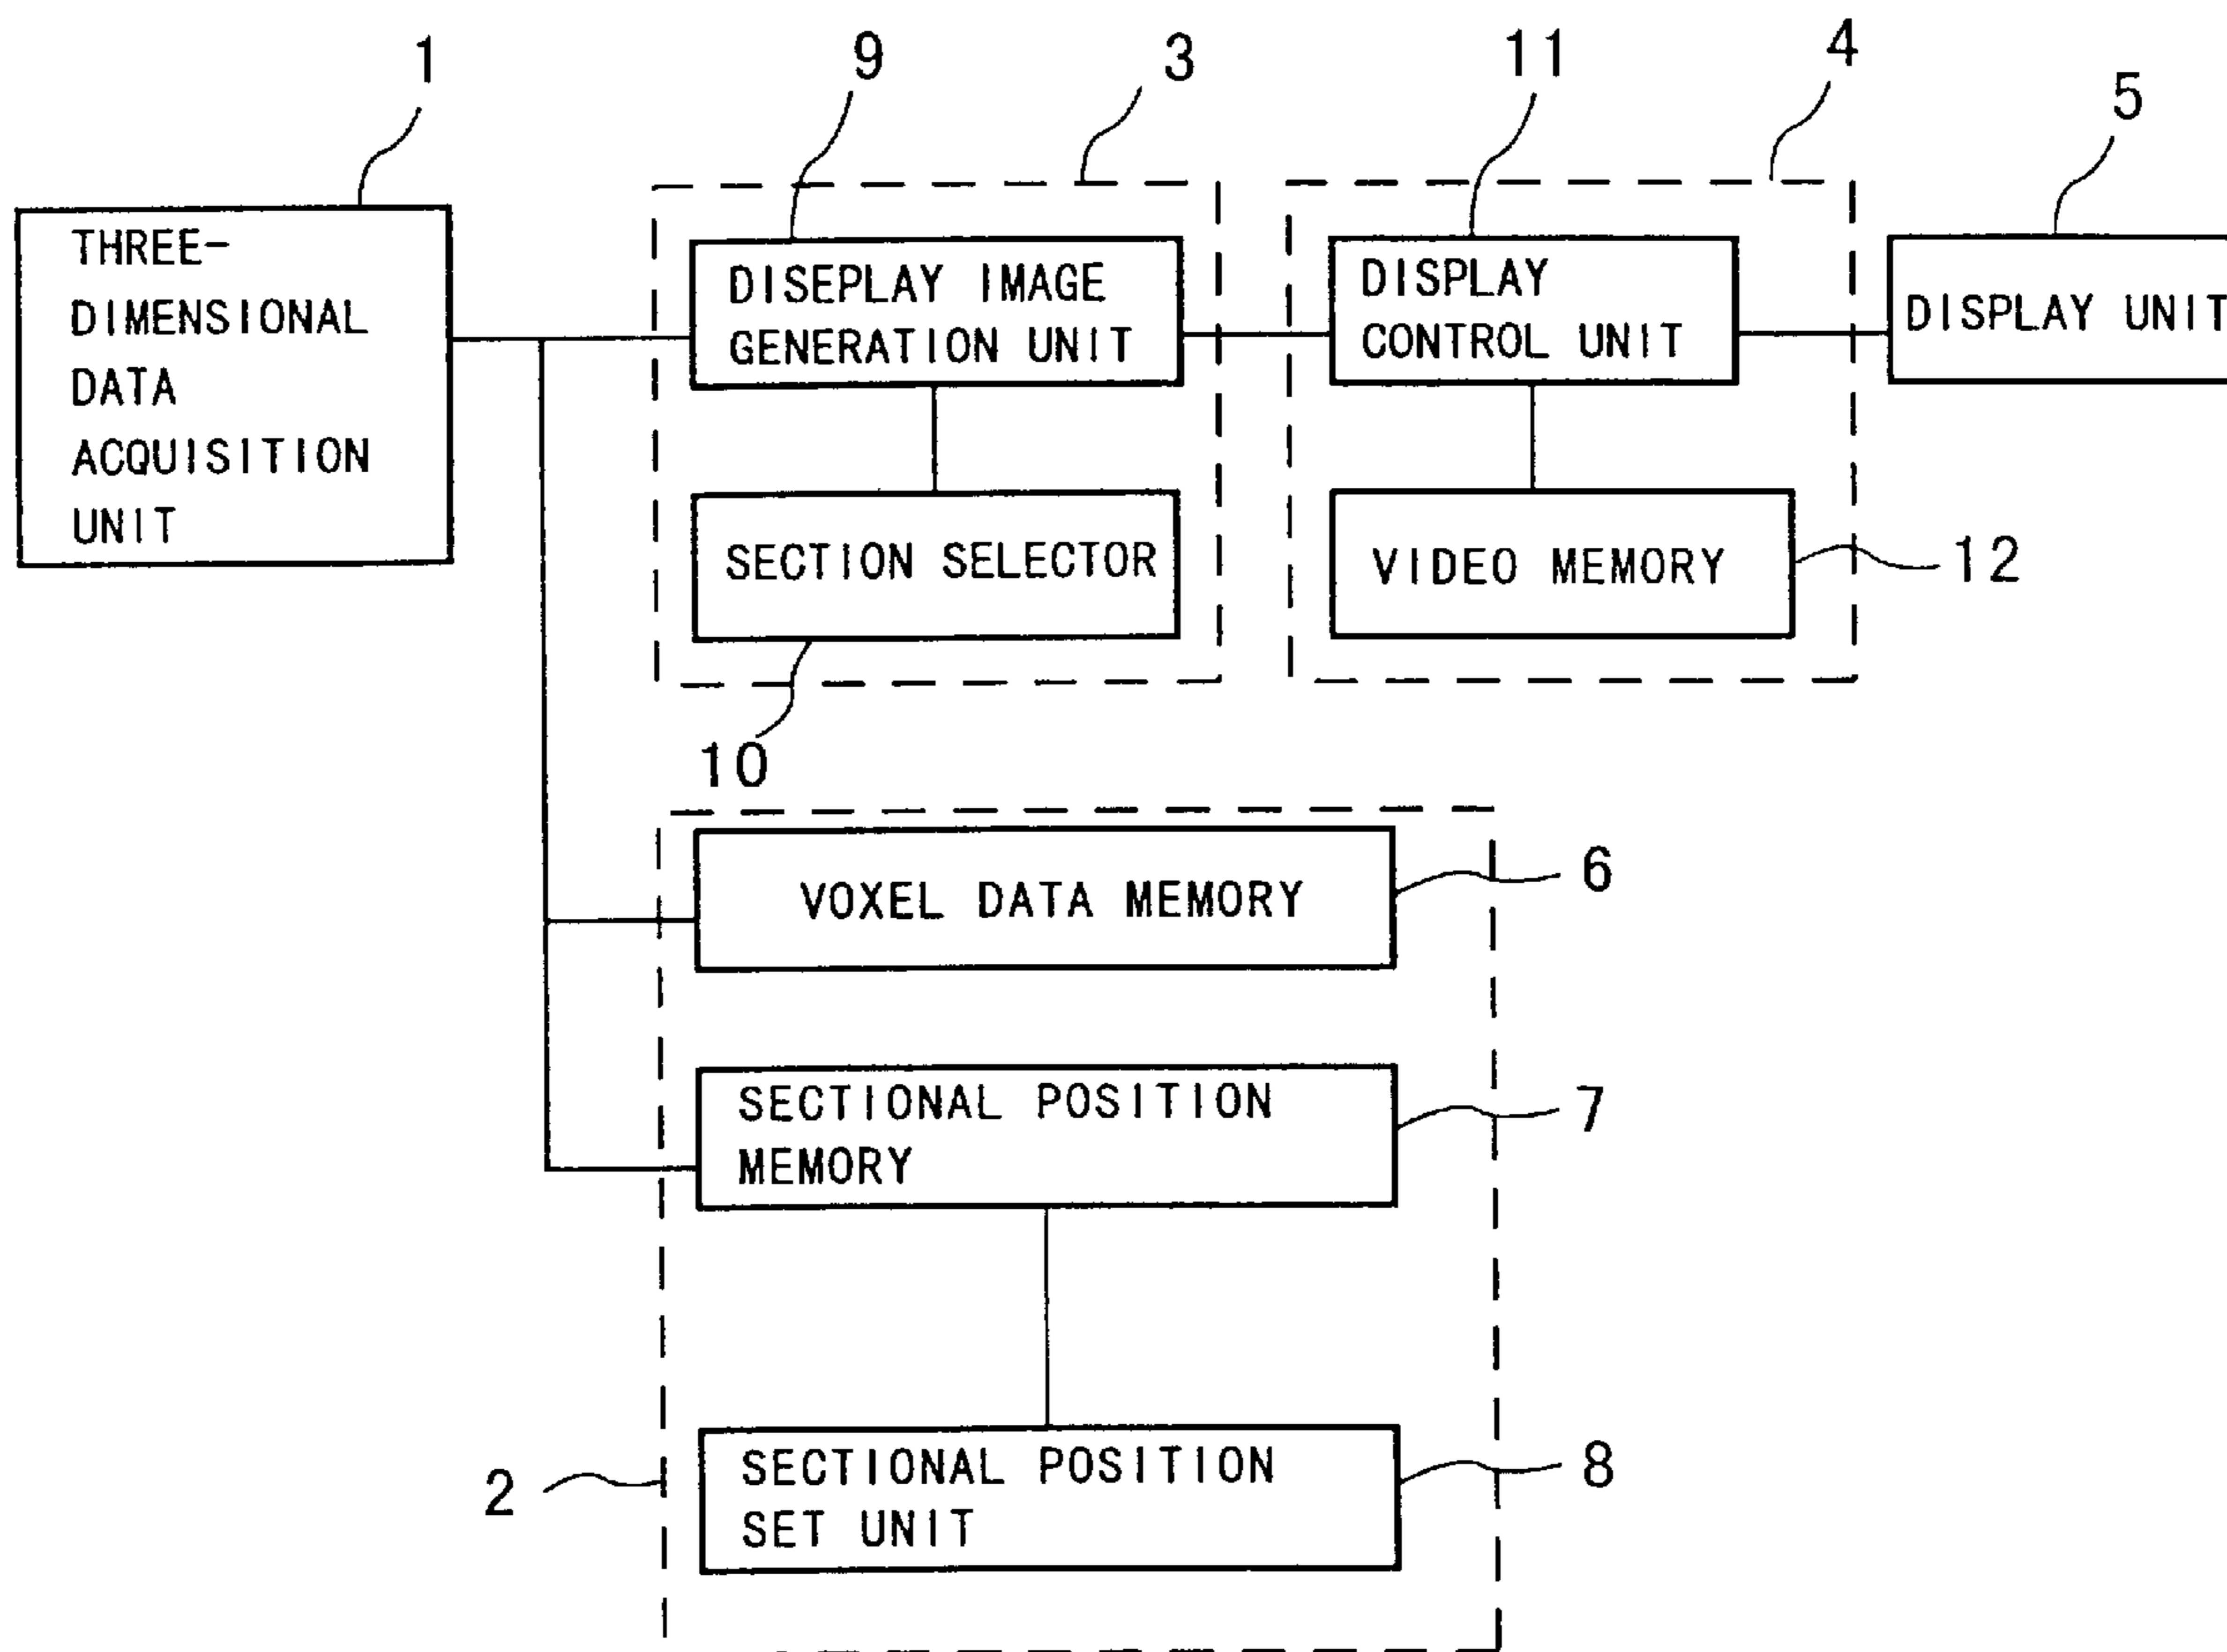 1
9
3
11
4
5
THREE-
DIMENSIONAL
DATA
ACQUISITION
UNIT
DISEPLAY IMAGE
GENERATION UNIT
DISPLAY
CONTROL UNIT
DISPLAY UNIT
SECTION SELECTOR
VIDEO MEMORY
12
10
VOXEL DATA MEMORY
6
SECTIONAL POSITION
MEMORY
7
SECTIONAL POSITION
SET UNIT
8
2